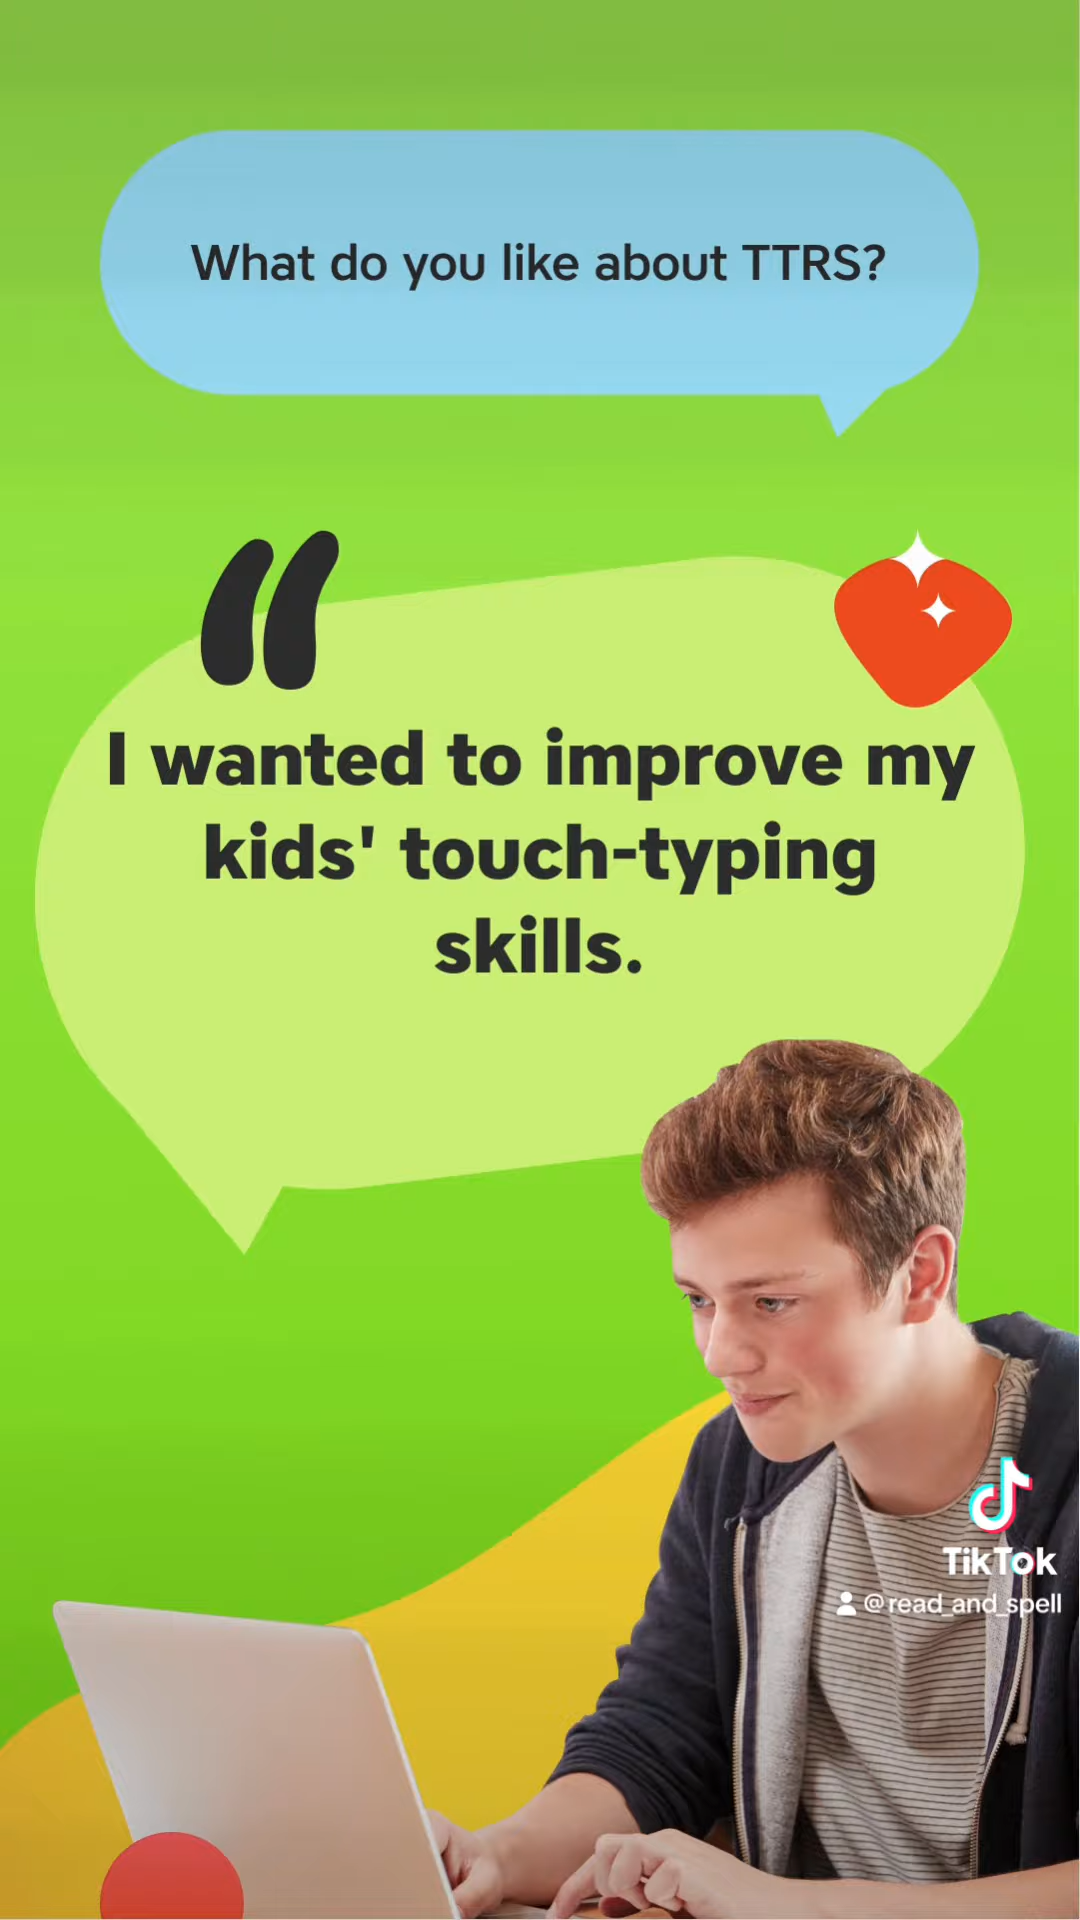 What do you like about TTRS?
“
I wanted to improve my
kids' touch-typing
skills.
TikTok
@read_and_spell